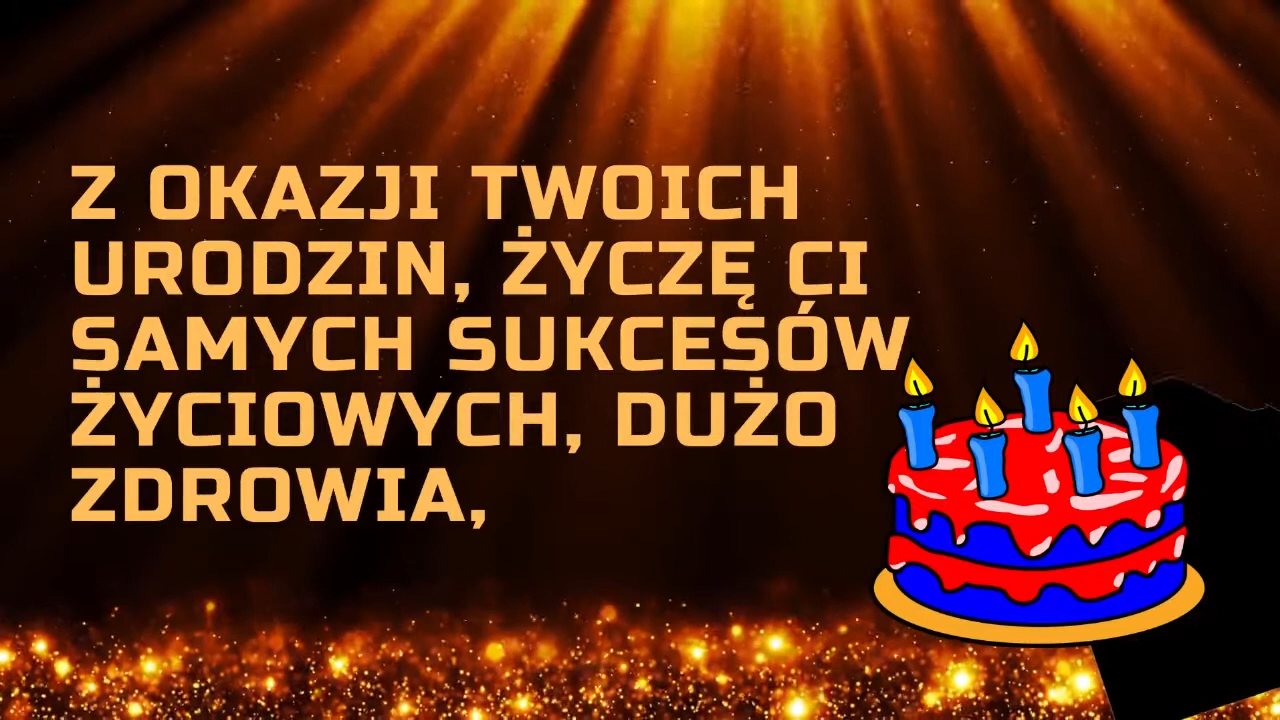 Z OKAZJI TWOICH
URODZIN, ŻYCZĘ CI
SAMYCH SUKCESÓW
ŻYCIOWYCH, DUŻO
ZDROWIA,